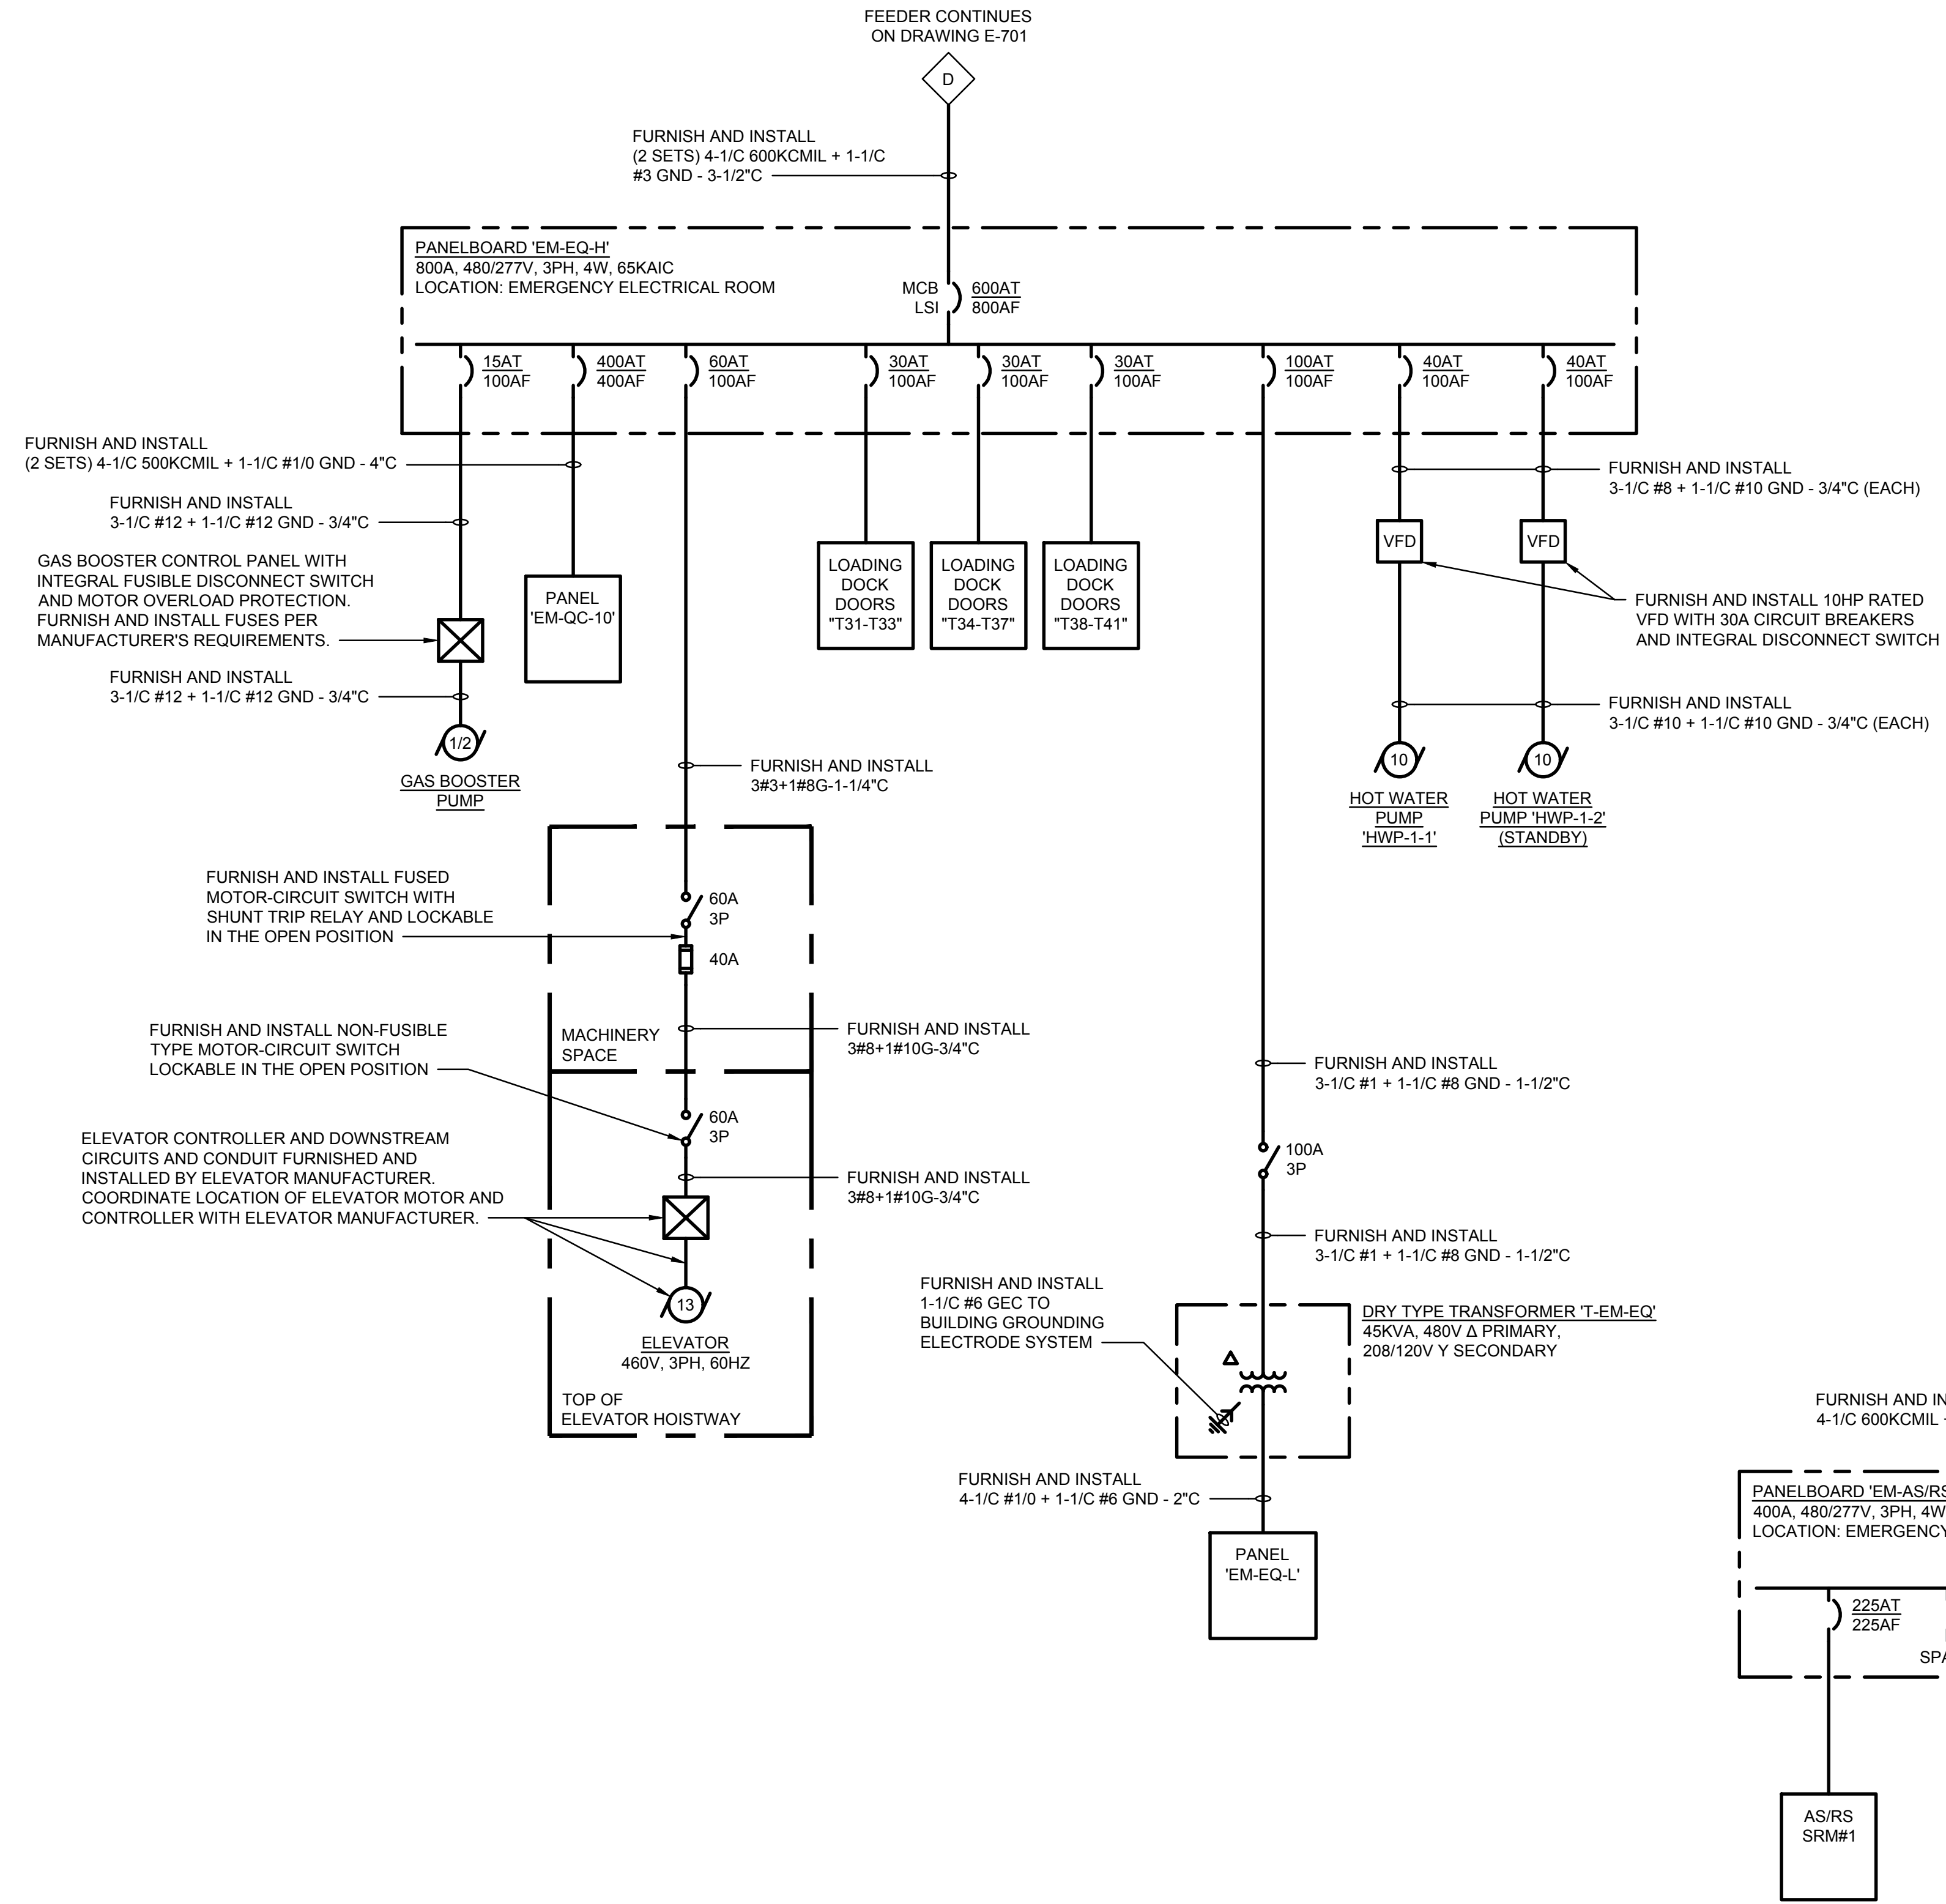 FEEDER CONTINUES
ON DRAWING E-701
D
FURNISH AND INSTALL
(2 SETS) 4-1/C 600KCMIL + 1-1/C
#3 GND - 3-1/2"C
PANELBOARD 'EM-EQ-H'
800A, 480/277V, 3PH, 4W, 65KAIC
LOCATION: EMERGENCY ELECTRICAL ROOM
MCB
LSI
600AT
800AF
15AT
100AF
400AT
400AF
60AT
100AF
30AT
100AF
30AT
100AF
30AT
100AF
100AT
100AF
40AT
100AF
40AT
100AF
FURNISH AND INSTALL
(2 SETS) 4-1/C 500KCMIL + 1-1/C #1/0 GND - 4"C
FURNISH AND INSTALL
3-1/C #12 + 1-1/C #12 GND - 3/4"C
GAS BOOSTER CONTROL PANEL WITH
INTEGRAL FUSIBLE DISCONNECT SWITCH
AND MOTOR OVERLOAD PROTECTION.
FURNISH AND INSTALL FUSES PER
MANUFACTURER'S REQUIREMENTS.
FURNISH AND INSTALL
3-1/C #12 + 1-1/C #12 GND - 3/4"C
1/2
GAS BOOSTER
PUMP
PANEL
'EM-QC-10'
LOADING
DOCK
DOORS
"T31-T33"
LOADING
DOCK
DOORS
"T34-T37"
LOADING
DOCK
DOORS
"T38-T41"
FURNISH AND INSTALL
3-1/C #8 + 1-1/C #10 GND - 3/4"C (EACH)
VFD
VFD
FURNISH AND INSTALL 10HP RATED
VFD WITH 30A CIRCUIT BREAKERS
AND INTEGRAL DISCONNECT SWITCH
FURNISH AND INSTALL
3-1/C #10 + 1-1/C #10 GND - 3/4"C (EACH)
10
10
HOT WATER
PUMP
'HWP-1-1'
HOT WATER
PUMP 'HWP-1-2'
(STANDBY)
FURNISH AND INSTALL
3#3+1#8G-1-1/4"C
FURNISH AND INSTALL FUSED
MOTOR-CIRCUIT SWITCH WITH
SHUNT TRIP RELAY AND LOCKABLE
IN THE OPEN POSITION
60A
3P
40A
FURNISH AND INSTALL NON-FUSIBLE
TYPE MOTOR-CIRCUIT SWITCH
LOCKABLE IN THE OPEN POSITION
MACHINERY
SPACE
FURNISH AND INSTALL
3#8+1#10G-3/4"C
60A
3P
ELEVATOR CONTROLLER AND DOWNSTREAM
CIRCUITS AND CONDUIT FURNISHED AND
INSTALLED BY ELEVATOR MANUFACTURER.
COORDINATE LOCATION OF ELEVATOR MOTOR AND
CONTROLLER WITH ELEVATOR MANUFACTURER.
FURNISH AND INSTALL
3#8+1#10G-3/4"C
13
ELEVATOR
460V, 3PH, 60HZ
TOP OF
ELEVATOR HOISTWAY
FURNISH AND INSTALL
3-1/C #1 + 1-1/C #8 GND - 1-1/2"C
100A
3P
FURNISH AND INSTALL
3-1/C #1 + 1-1/C #8 GND - 1-1/2"C
FURNISH AND INSTALL
1-1/C #6 GEC TO
BUILDING GROUNDING
ELECTRODE SYSTEM
DRY TYPE TRANSFORMER 'T-EM-EQ'
45KVA, 480V Δ PRIMARY,
208/120V Y SECONDARY
FURNISH AND INSTALL
4-1/C #1/0 + 1-1/C #6 GND - 2"C
PANEL
'EM-EQ-L'
FURNISH AND
4-1/C 600KCMIL
PANELBOARD 'EM-AS/RS
400A, 480/277V, 3PH, 4W
LOCATION: EMERGENCY
225AT
225AF
AS/RS
SRM#1